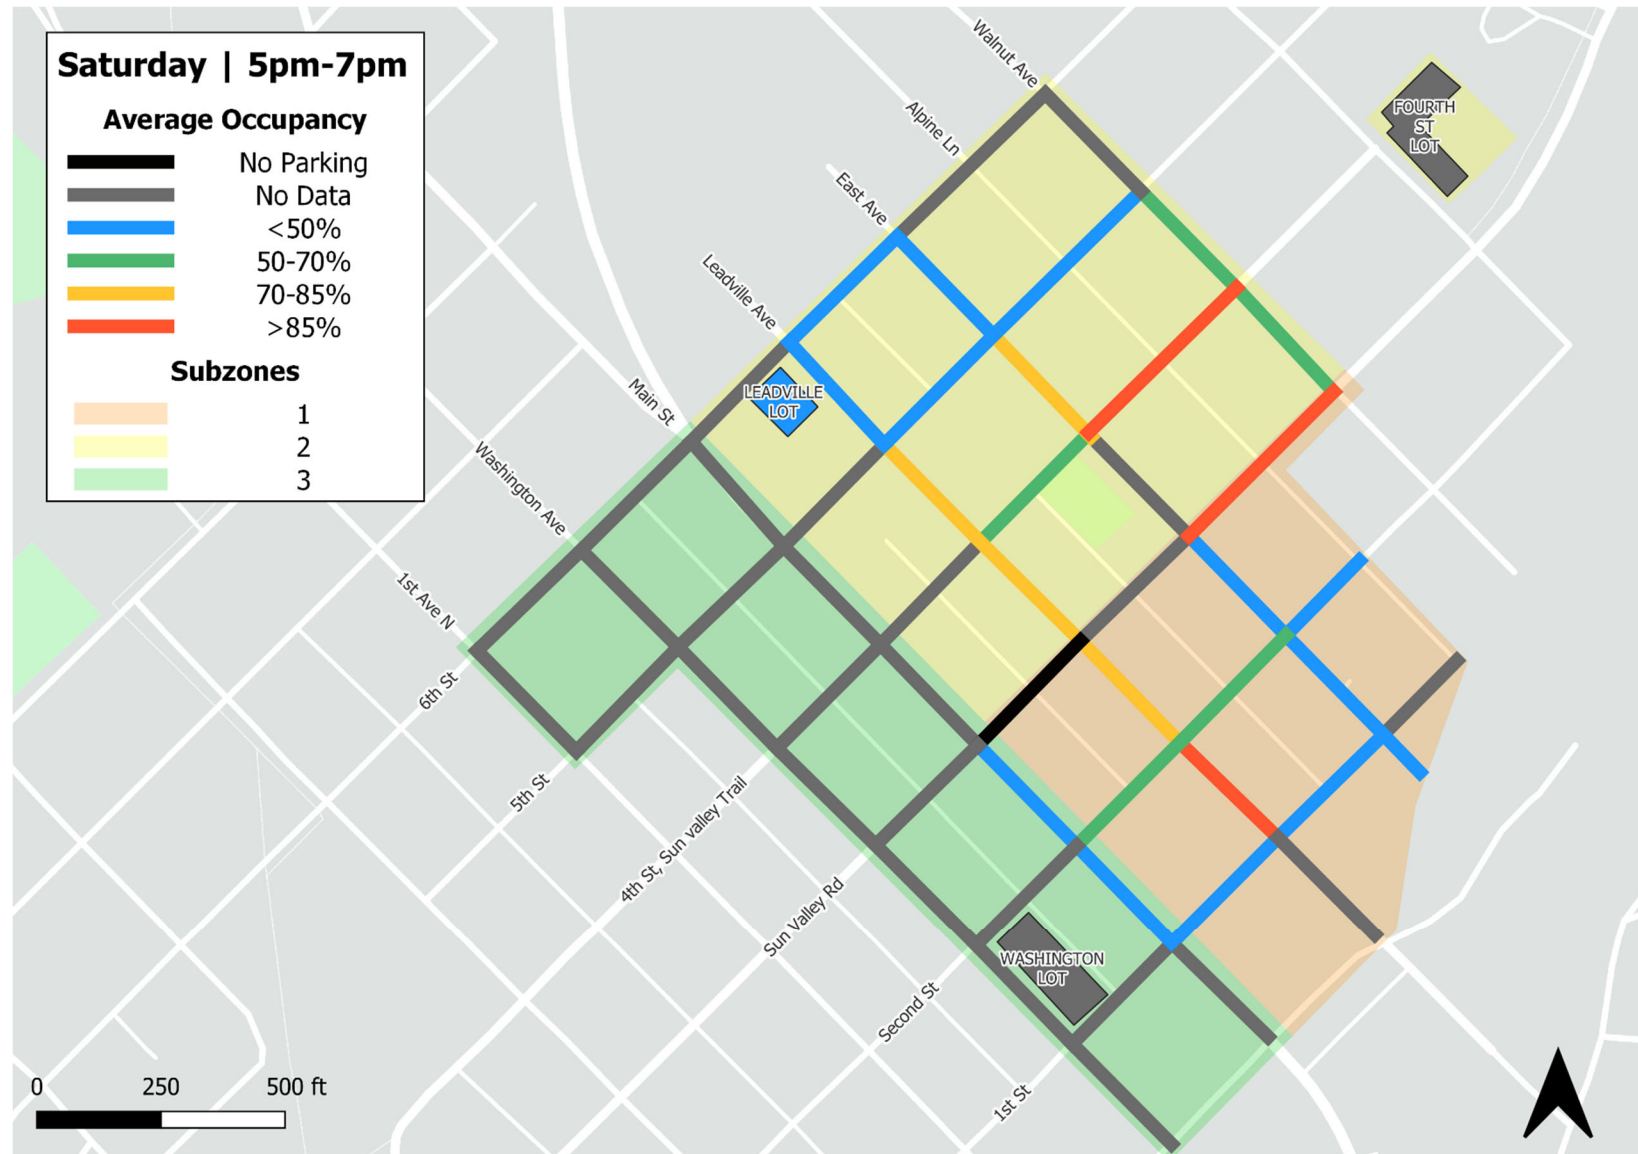 Saturday | 5pm-7pm
Average Occupancy
No Parking
No Data
<50%
50-70%
70-85%
>85%
Subzones
1
2
3
Walnut Ave
Alpine Ln
East Ave
Leadville Ave
Main St
Washington Ave
1st Ave N
6th St
5th St
4th St, Sun valley Trail
Sun Valley Rd
Second St
1st St
FOURTH
ST
LOT
LEADVILLE
LOT
WASHINGTON
LOT
0 250 500 ft